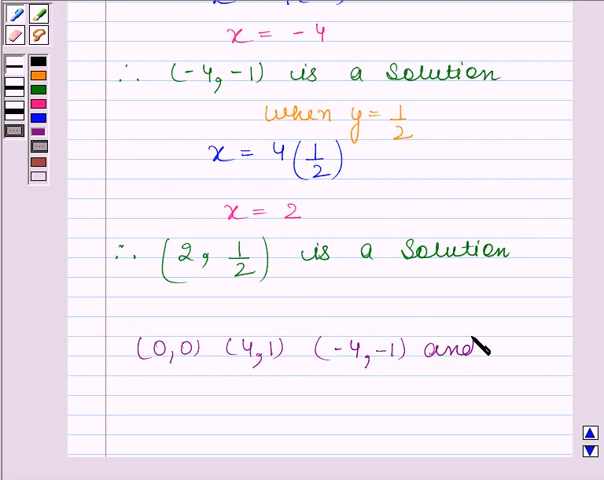 x = -4
∴ (-4, -1) is a solution
when y = 1/2
x = 4(1/2)
x = 2
∴ (2, 1/2) is a solution
(0,0) (4,1) (-4,-1) and